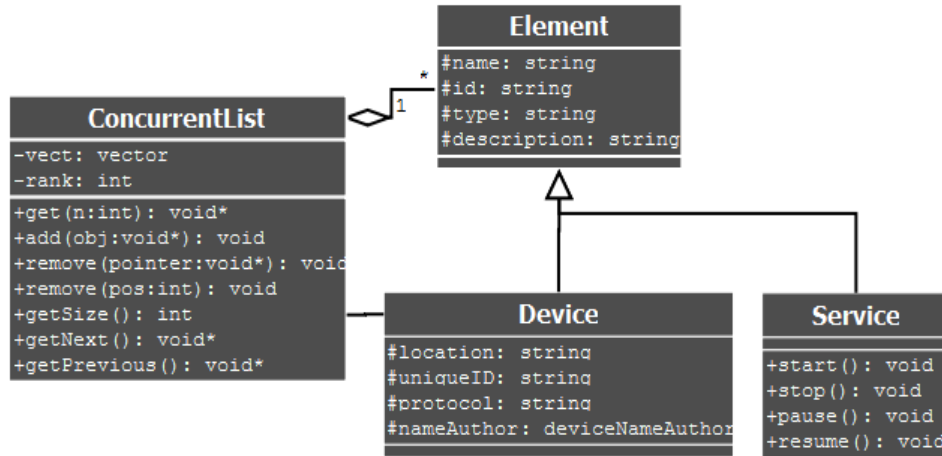 Element
#name: string
#id: string
#type: string
#description: string
*
1
ConcurrentList
-vect: vector
-rank: int
+get(n:int): void*
+add(obj:void*): void
+remove(pointer:void*): void
+remove(pos:int): void
+getSize(): int
+getNext(): void*
+getPrevious(): void*
Device
#location: string
#uniqeID: string
#protocol: string
#nameAuthor: deviceNameAuthor
Service
+start(): void
+stop(): void
+pause(): void
+resume(): void